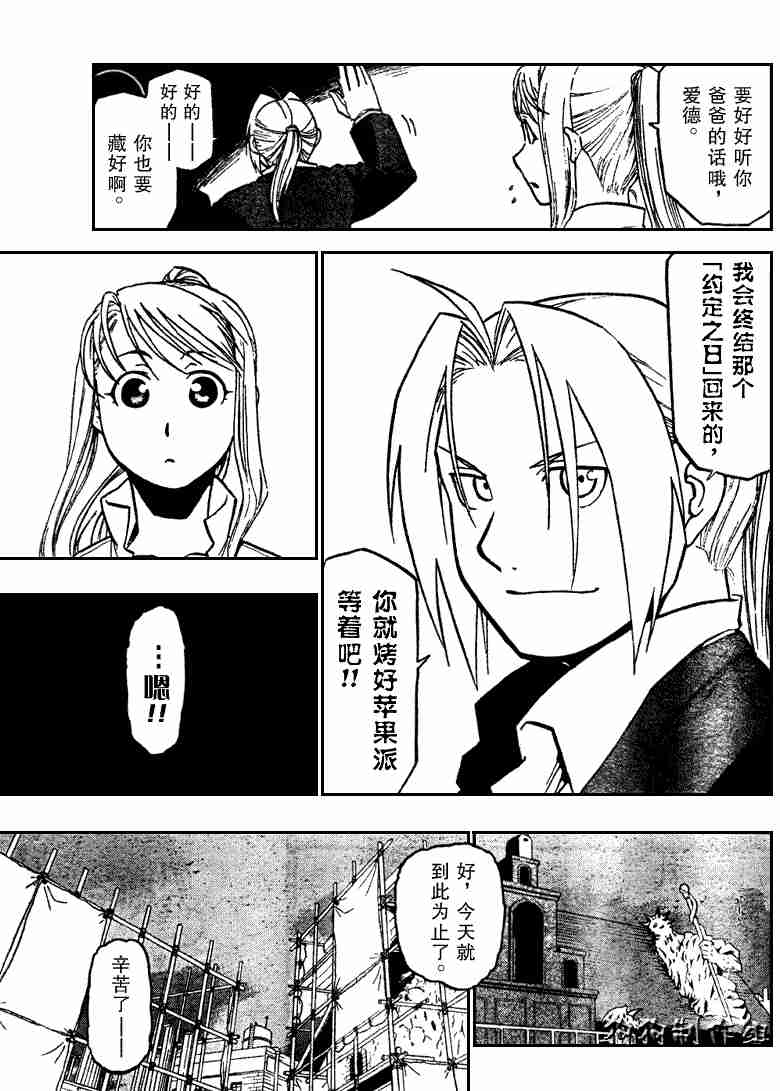 要好好听你
爸爸的话哦，
爱德。
好的——
好的——
你也要
藏好啊。
我会终结那个
「约定之日」回来的，
你就烤好苹果派
等着吧!!
…嗯!!
好，今天就
到此为止了。
辛苦了——